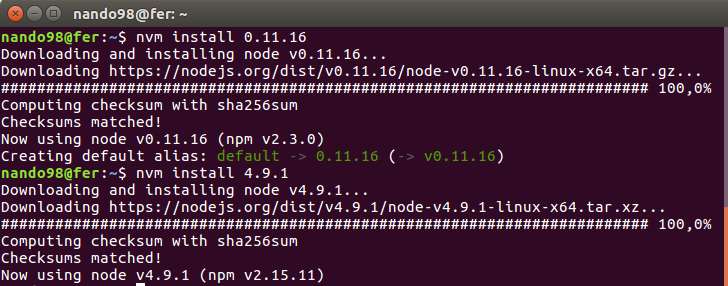 nando98@fer: ~
nando98@fer:~$ nvm install 0.11.16
Downloading and installing node v0.11.16...
Downloading https://nodejs.org/dist/v0.11.16/node-v0.11.16-linux-x64.tar.gz...
######################################################################## 100,0%
Computing checksum with sha256sum
Checksums matched!
Now using node v0.11.16 (npm v2.3.0)
Creating default alias: default -> 0.11.16 (-> v0.11.16)
nando98@fer:~$ nvm install 4.9.1
Downloading and installing node v4.9.1...
Downloading https://nodejs.org/dist/v4.9.1/node-v4.9.1-linux-x64.tar.xz...
######################################################################## 100,0%
Computing checksum with sha256sum
Checksums matched!
Now using node v4.9.1 (npm v2.15.11)